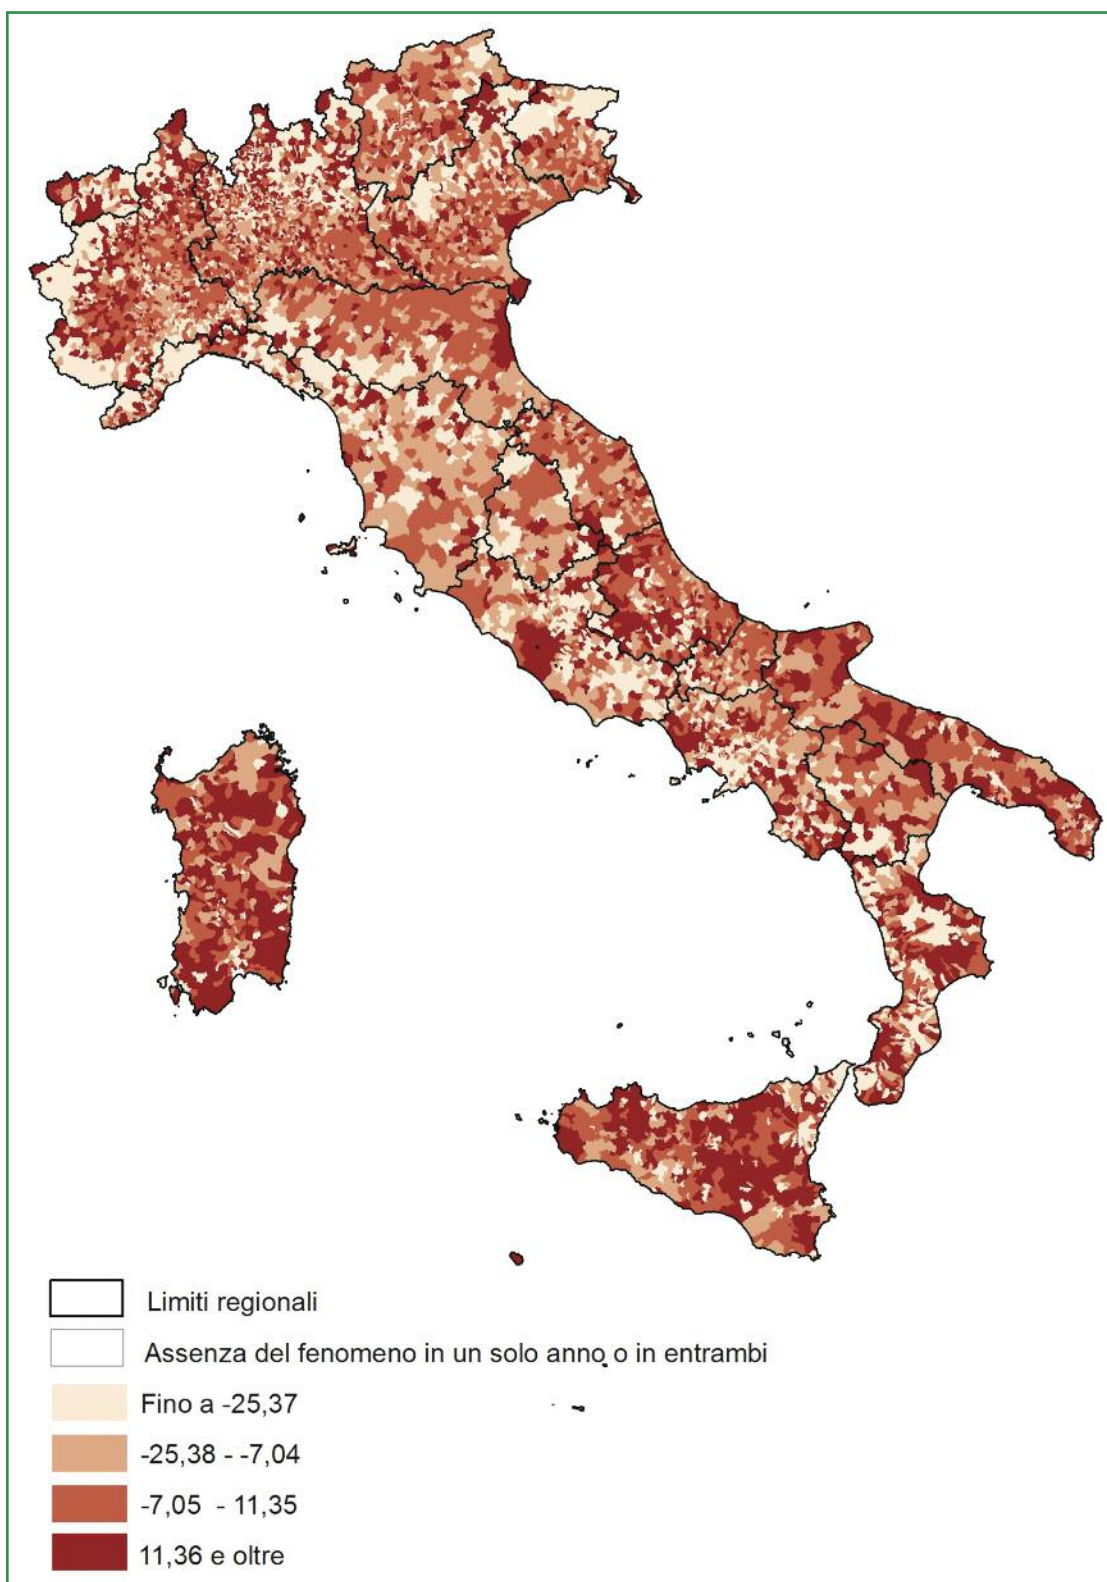 Limiti regionali
Assenza del fenomeno in un solo anno o in entrambi
Fino a -25,37
-25,38 - -7,04
-7,05 - 11,35
11,36 e oltre